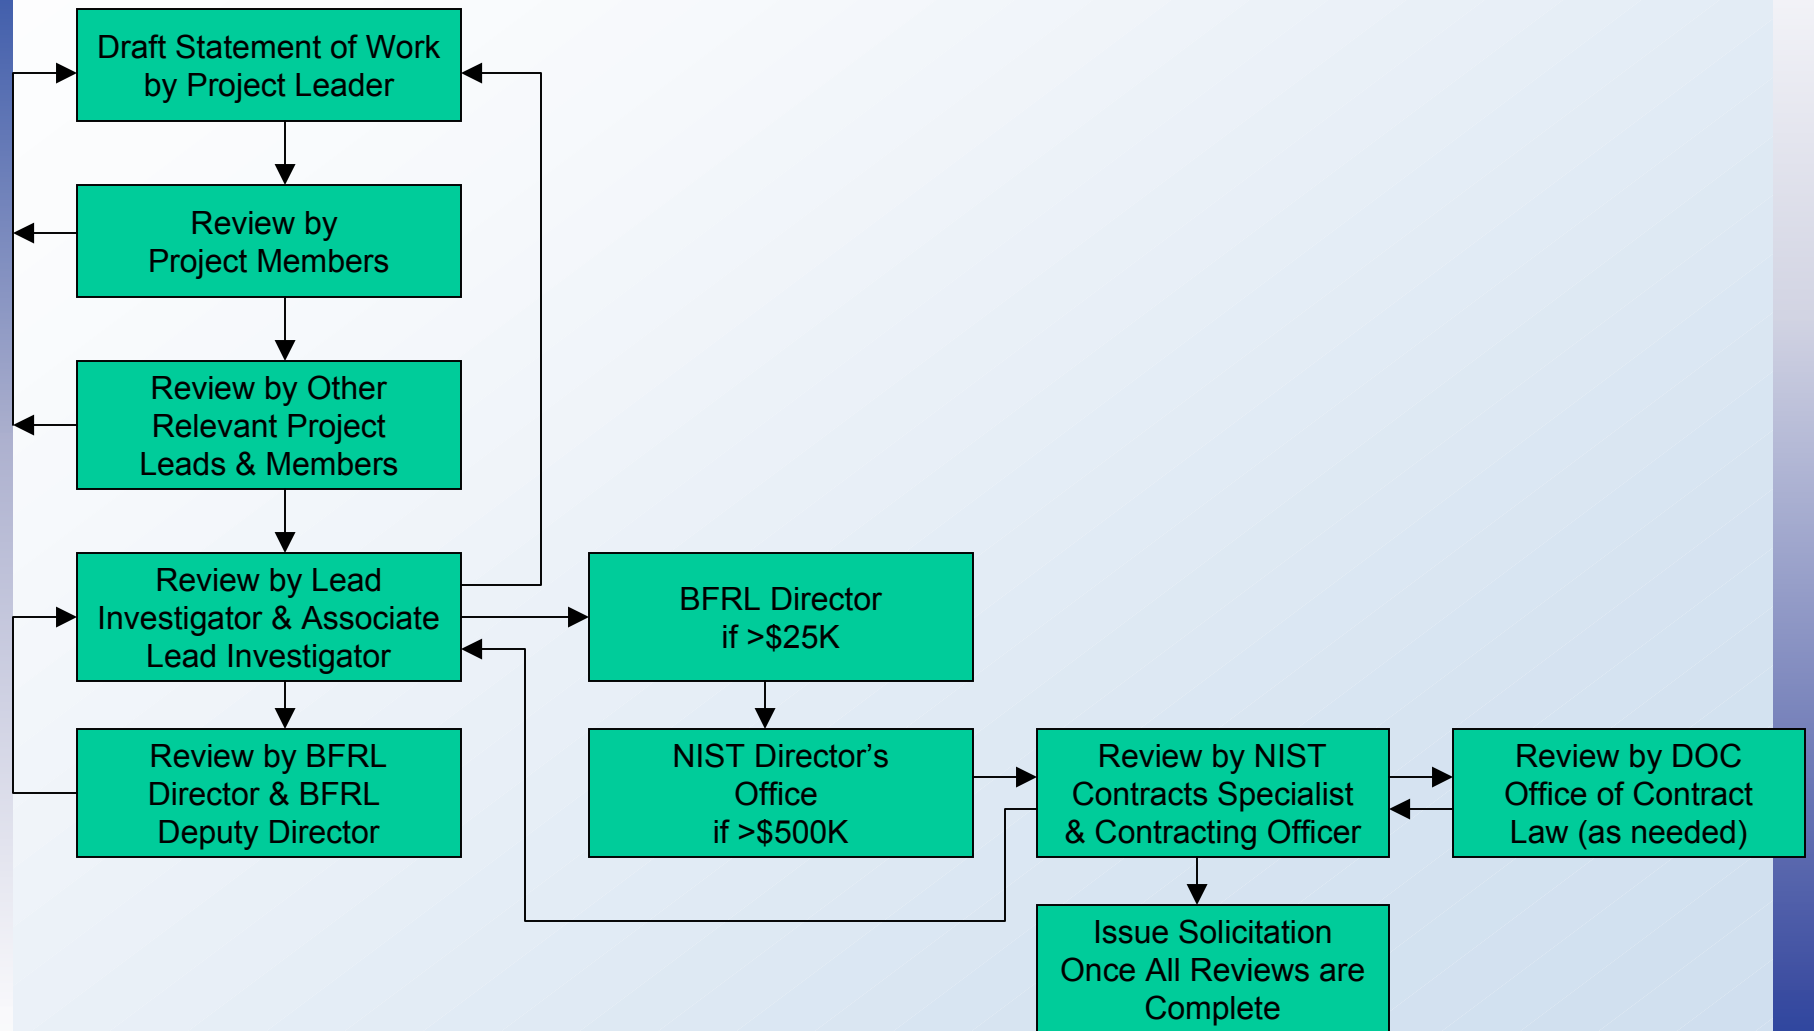 Draft Statement of Work
by Project Leader
Review by
Project Members
Review by Other
Relevant Project
Leads & Members
Review by Lead
Investigator & Associate
Lead Investigator
BFRL Director
if >$25K
Review by BFRL
Director & BFRL
Deputy Director
NIST Director’s
Office
if >$500K
Review by NIST
Contracts Specialist
& Contracting Officer
Review by DOC
Office of Contract
Law (as needed)
Issue Solicitation
Once All Reviews are
Complete